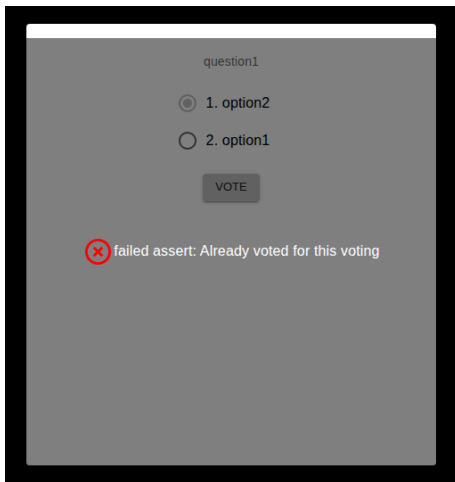 question1
1. option2
2. option1
VOTE
failed assert: Already voted for this voting